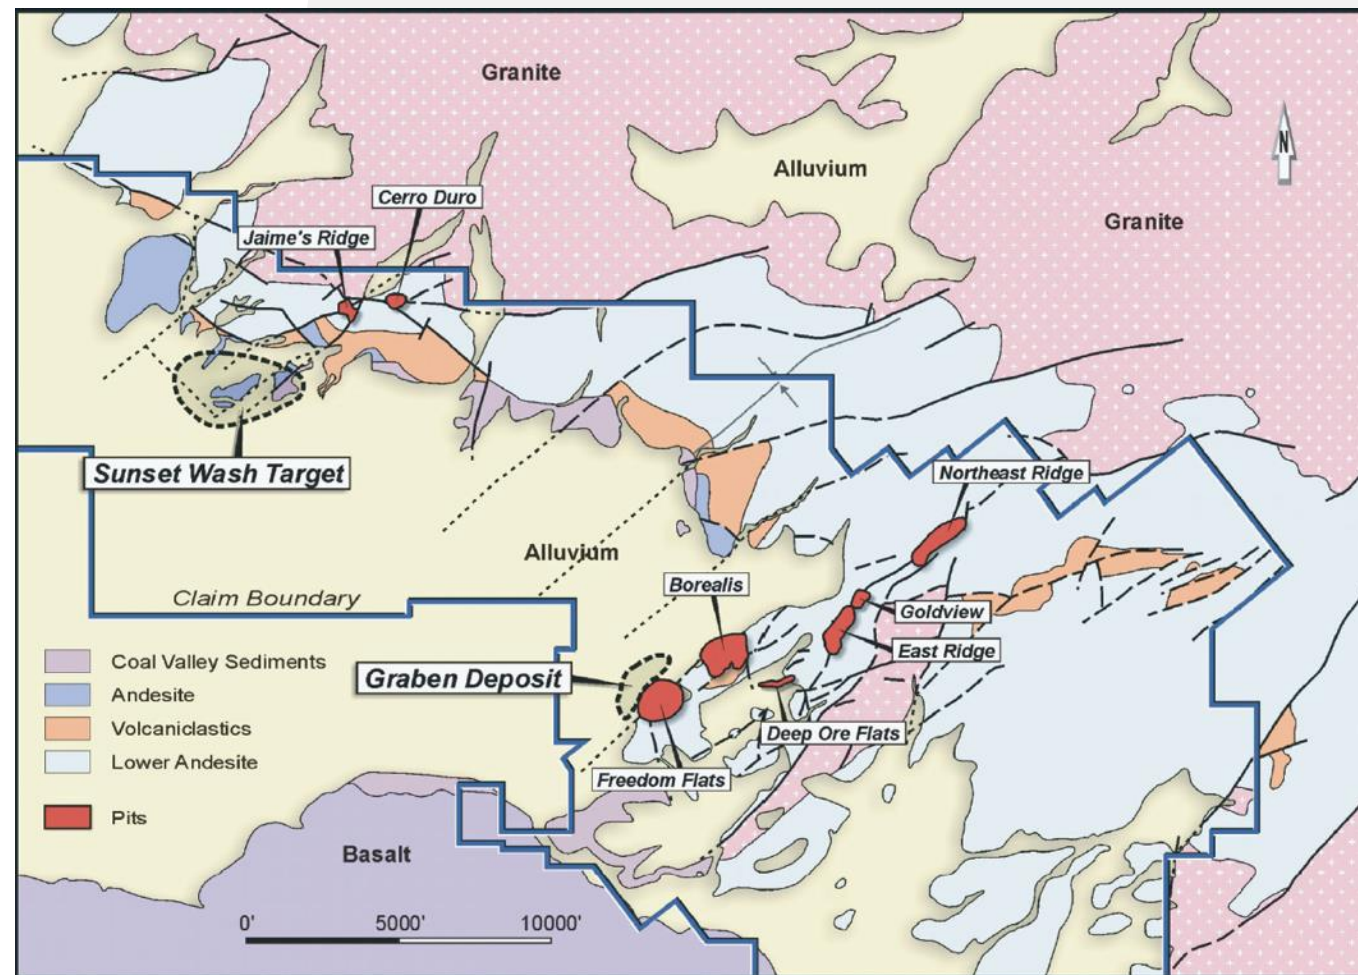 Granite
Alluvium
N
Granite
Cerro Duro
Jaime's Ridge
Sunset Wash Target
Northeast Ridge
Alluvium
Borealis
Claim Boundary
Goldview
East Ridge
Graben Deposit
Deep Ore Flats
Freedom Flats
Coal Valley Sediments
Andesite
Volcaniclastics
Lower Andesite
Pits
Basalt
0' 5000' 10000'